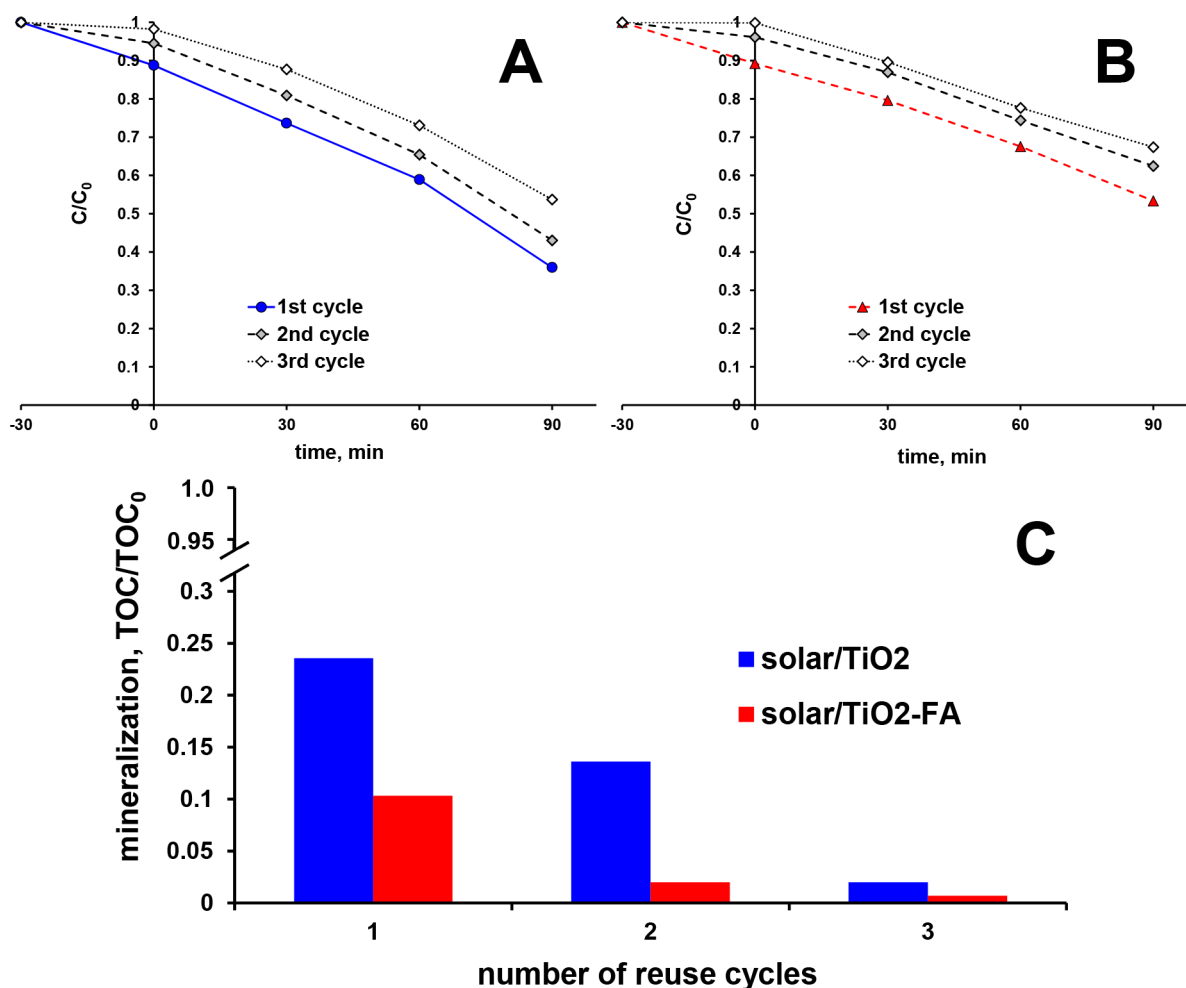 A
1
0.9
0.8
0.7
0.6
0.5
0.4
0.3
0.2
0.1
0
C/C0
1st cycle
2nd cycle
3rd cycle
-30 0 30 60 90
time, min
B
1
0.9
0.8
0.7
0.6
0.5
0.4
0.3
0.2
0.1
0
C/C0
1st cycle
2nd cycle
3rd cycle
-30 0 30 60 90
time, min
C
1.0
0.95
0.3
0.25
0.2
0.15
0.1
0.05
0
mineralization, TOC/TOC0
solar/TiO2
solar/TiO2-FA
1 2 3
number of reuse cycles